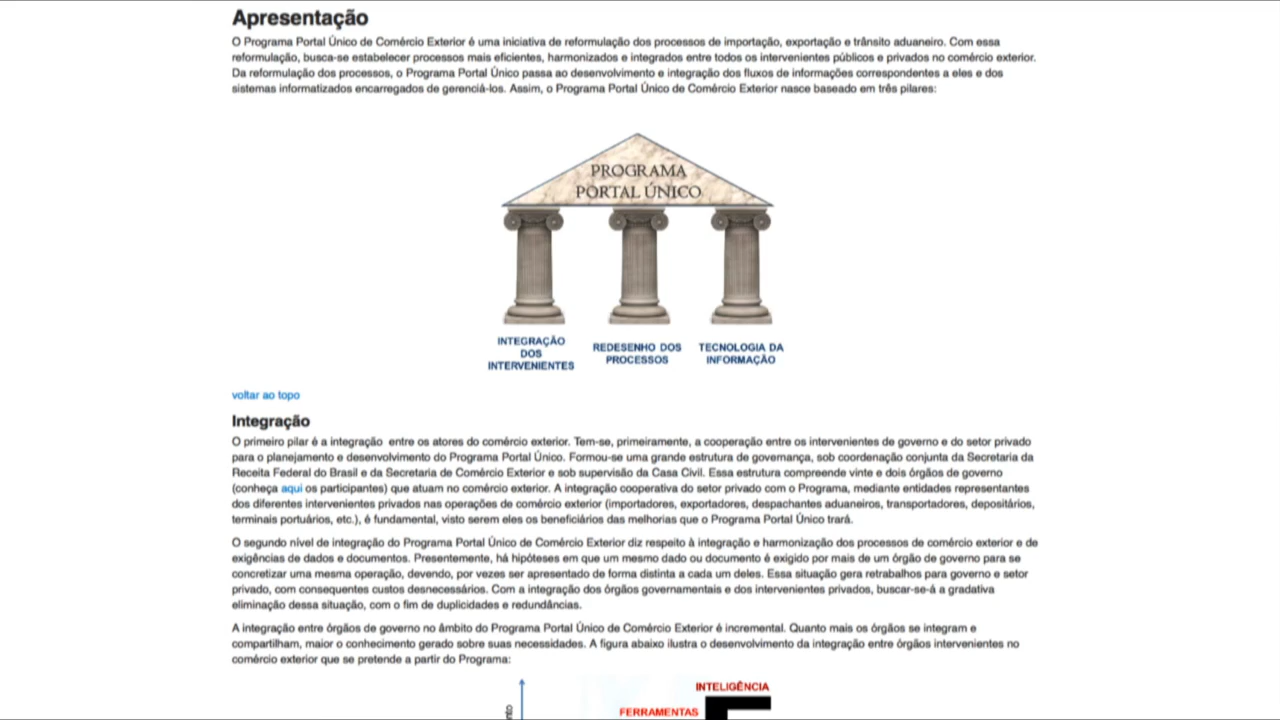 Apresentação
O Programa Portal Único de Comércio Exterior é uma iniciativa de reformulação dos processos de importação, exportação e trânsito aduaneiro. Com essa
reformulação, busca-se estabelecer processos mais eficientes, harmonizados e integrados entre todos os intervenientes públicos e privados no comércio exterior.
Da reformulação dos processos, o Programa Portal Único passa ao desenvolvimento e integração dos fluxos de informações correspondentes a eles e dos
sistemas informatizados encarregados de gerenciá-los. Assim, o Programa Portal Único de Comércio Exterior nasce baseado em três pilares:
PROGRAMA
PORTAL ÚNICO
INTEGRAÇÃO
DOS
INTERVENIENTES
REDESENHO DOS
PROCESSOS
TECNOLOGIA DA
INFORMAÇÃO
voltar ao topo
Integração
O primeiro pilar é a integração entre os atores do comércio exterior. Tem-se, primeiramente, a cooperação entre os intervenientes de governo e do setor privado
para o planejamento e desenvolvimento do Programa Portal Único. Formou-se uma grande estrutura de governança, sob coordenação conjunta da Secretaria da
Receita Federal do Brasil e da Secretaria de Comércio Exterior e sob supervisão da Casa Civil. Essa estrutura compreende vinte e dois órgãos de governo
(conheça aqui os participantes) que atuam no comércio exterior. A integração cooperativa do setor privado com o Programa, mediante entidades representantes
dos diferentes intervenientes privados nas operações de comércio exterior (importadores, exportadores, despachantes aduaneiros, transportadores, depositários,
terminais portuários, etc.), é fundamental, visto serem eles os beneficiários das melhorias que o Programa Portal Único trará.
O segundo nível de integração do Programa Portal Único de Comércio Exterior diz respeito à integração e harmonização dos processos de comércio exterior e de
exigências de dados e documentos. Presentemente, há hipóteses em que um mesmo dado ou documento é exigido por mais de um órgão de governo para se
concretizar uma mesma operação, devendo, por vezes ser apresentado de forma distinta a cada um deles. Essa situação gera retrabalhos para governo e setor
privado, com consequentes custos desnecessários. Com a integração dos órgãos governamentais e dos intervenientes privados, buscar-se-á a gradativa
eliminação dessa situação, com o fim de duplicidades e redundâncias.
A integração entre órgãos de governo no âmbito do Programa Portal Único de Comércio Exterior é incremental. Quanto mais os órgãos se integram e
compartilham, maior o conhecimento gerado sobre suas necessidades. A figura abaixo ilustra o desenvolvimento da integração entre órgãos intervenientes no
comércio exterior que se pretende a partir do Programa:
INTELIGÊNCIA
FERRAMENTAS